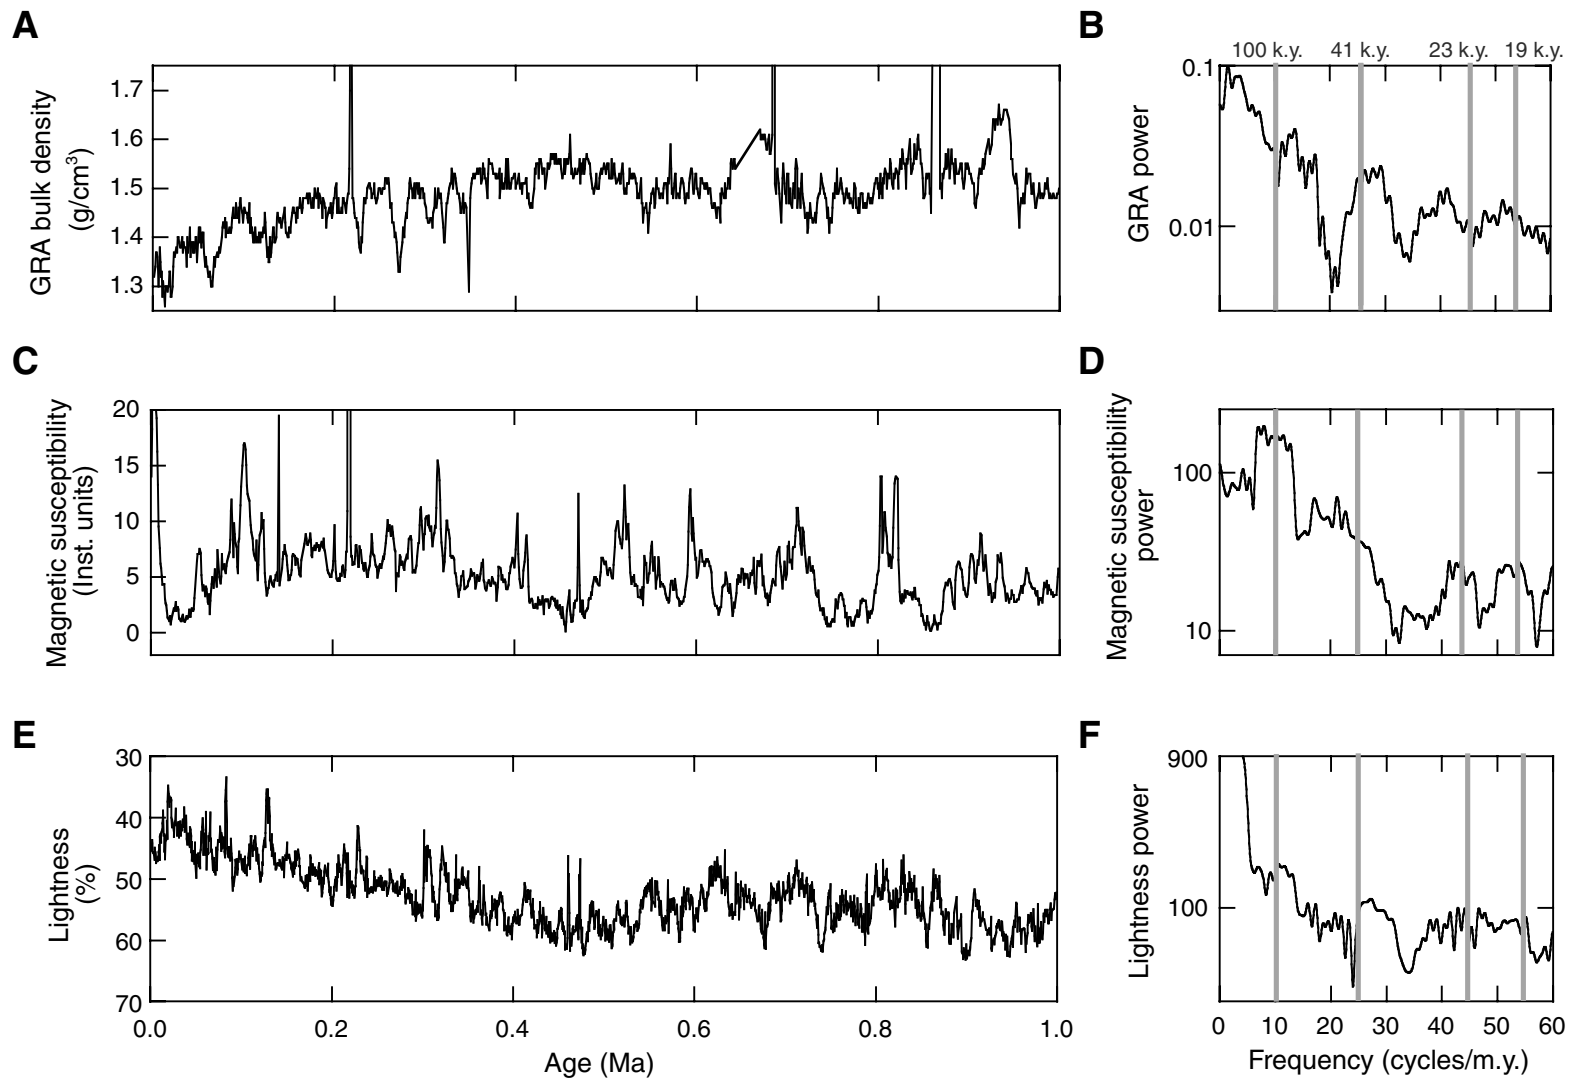 A
B
100 k.y.
41 k.y.
23 k.y.
19 k.y.
GRA bulk density
(g/cm³)
1.7
1.6
1.5
1.4
1.3
GRA power
0.1
0.01
C
D
Magnetic susceptibility
(Inst. units)
20
15
10
5
0
Magnetic susceptibility
power
100
10
E
F
Lightness
(%)
30
40
50
60
70
0.0
0.2
0.4
0.6
0.8
1.0
Age (Ma)
Lightness power
900
100
0
10
20
30
40
50
60
Frequency (cycles/m.y.)